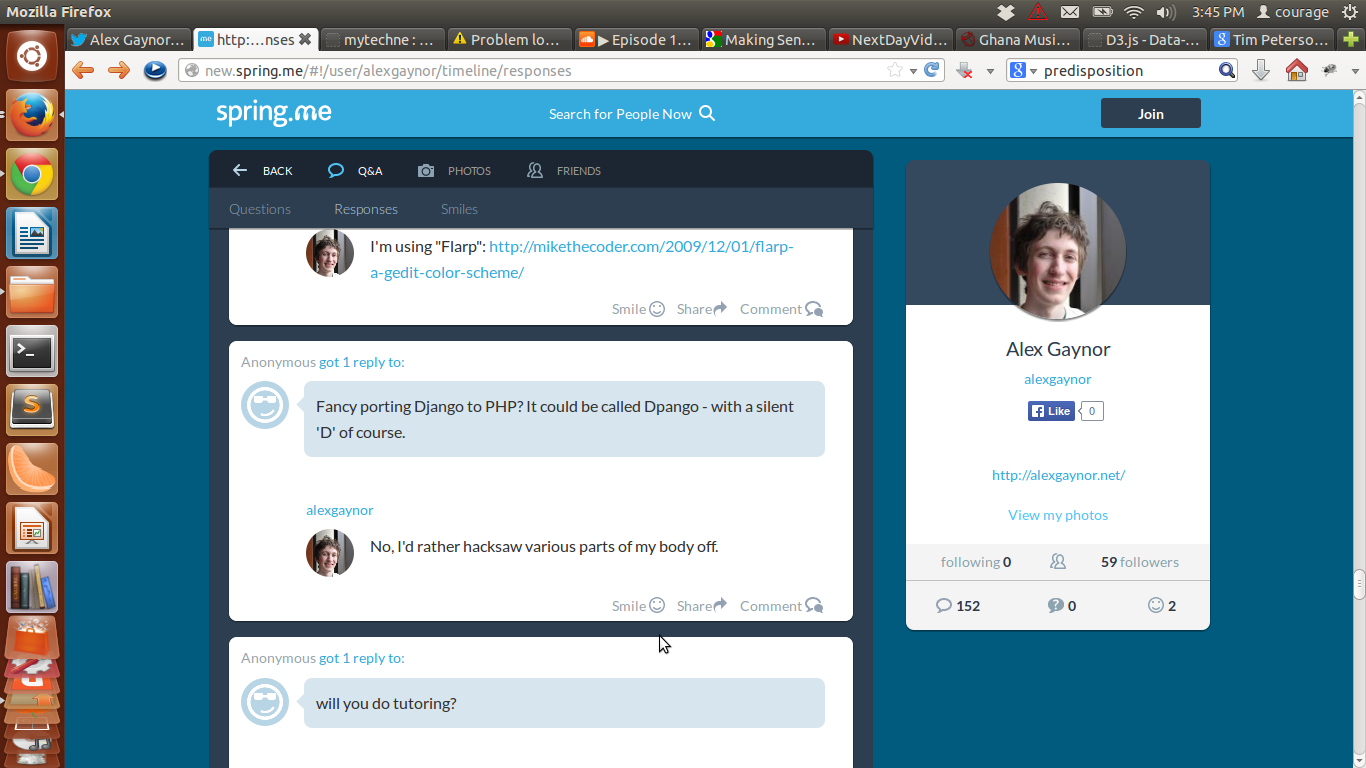 Mozilla Firefox
3:45 PM courage
Alex Gaynor...
http:...nses
mytechne : ...
Problem lo...
▶ Episode 1...
Making Sen...
NextDayVid...
Ghana Musi...
D3.js - Data-...
Tim Peterso...
new.spring.me/#!/user/alexgaynor/timeline/responses
predisposition
spring.me
Search for People Now
Join
BACK Q&A PHOTOS FRIENDS
Questions Responses Smiles
I'm using "Flarp": http://mikethecoder.com/2009/12/01/flarp-
a-gedit-color-scheme/
Smile Share Comment
Anonymous got 1 reply to:
Fancy porting Django to PHP? It could be called Dpango - with a silent
'D' of course.
alexgaynor
No, I'd rather hacksaw various parts of my body off.
Smile Share Comment
Anonymous got 1 reply to:
will you do tutoring?
Alex Gaynor
alexgaynor
Like 0
http://alexgaynor.net/
View my photos
following 0 59 followers
152 0 2